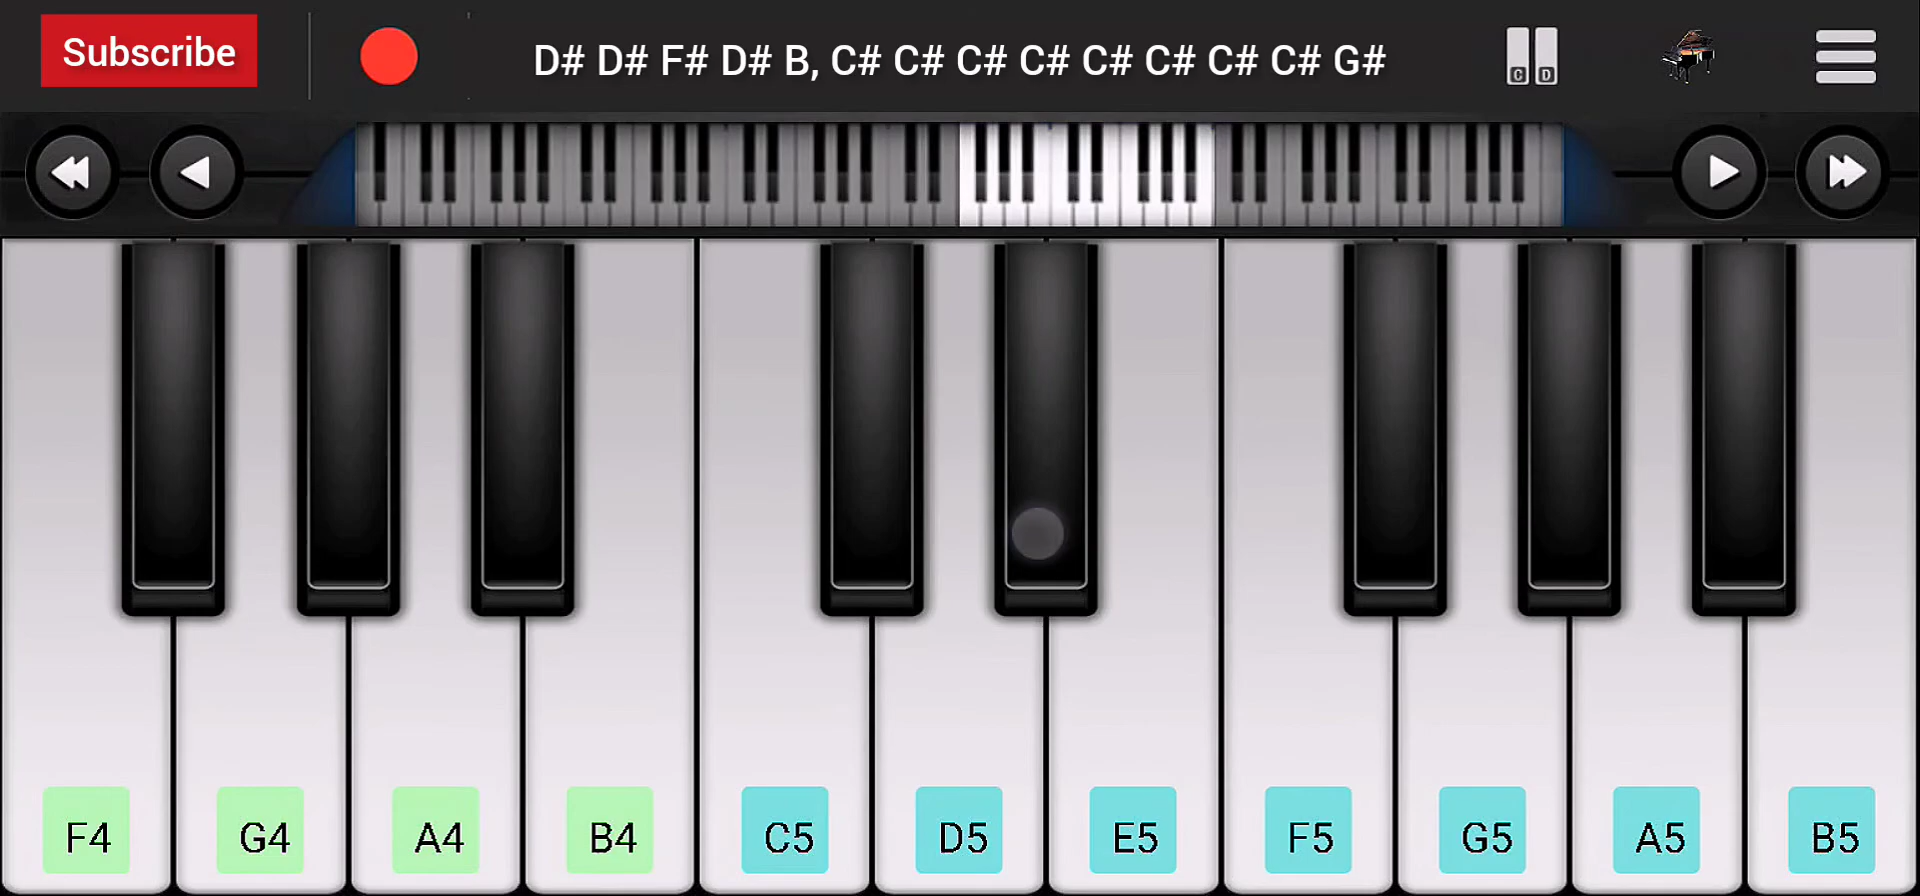 Subscribe
D# D# F# D# B, C# C# C# C# C# C# C# C# G#
C D
F4 G4 A4 B4 C5 D5 E5 F5 G5 A5 B5